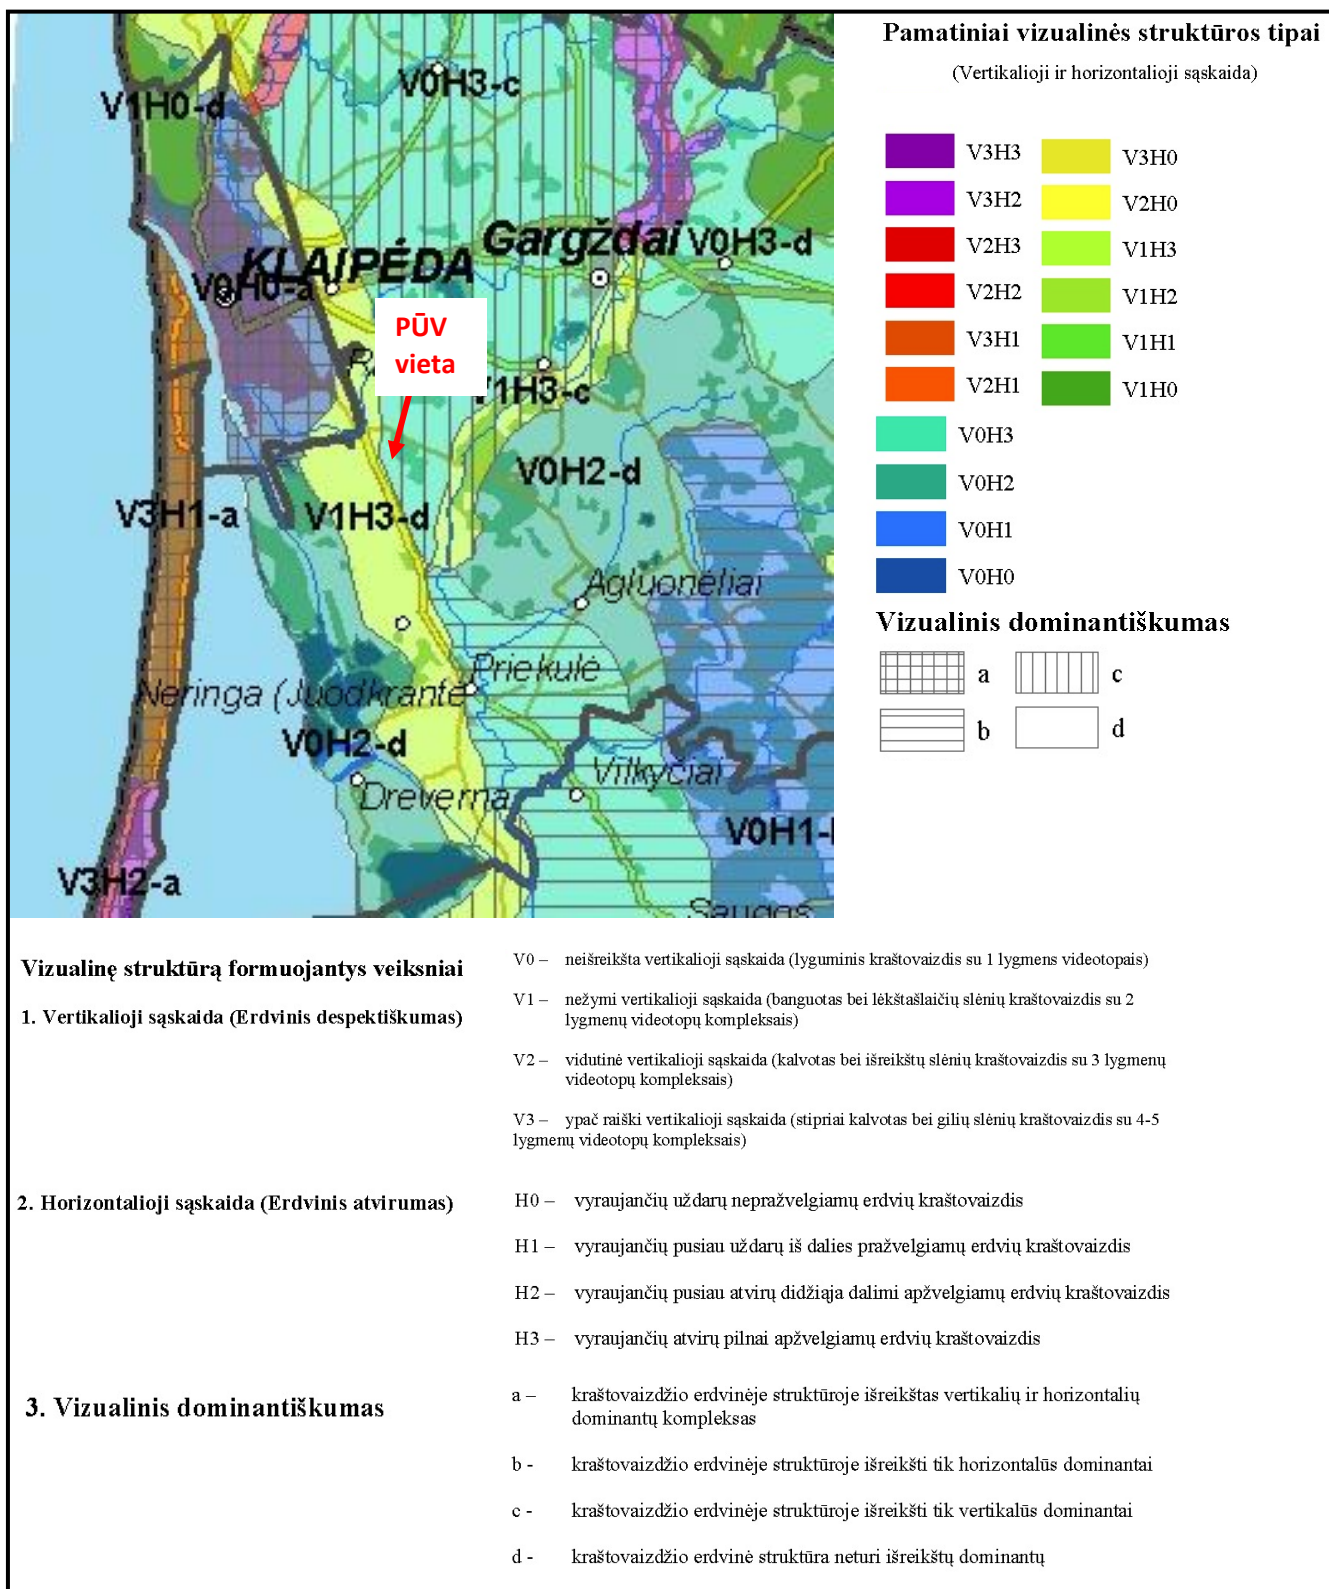 Pamatiniai vizualinės struktūros tipai
(Vertikalioji ir horizontalioji sąskaida)
V3H3
V3H2
V2H3
V2H2
V3H1
V2H1
V3H0
V2H0
V1H3
V1H2
V1H1
V1H0
V0H3
V0H2
V0H1
V0H0
Vizualinis dominantiškumas
a
c
b
d
V1H0-d
V0H3-c
Gargždai
V0H3-d
KLAIPĖDA
V0H0-a
PŪV
vieta
V1H3-c
V0H2-d
V3H1-a
V1H3-d
Agluonėliai
Priekulė
Neringa (Juodkrantė
V0H2-d
Dreverna
Vilkyčiai
V0H1-
V3H2-a
Saugos
Vizualinę struktūrą formuojantys veiksniai
1. Vertikalioji sąskaida (Erdvinis despektiškumas)
V0 – neišreikšta vertikalioji sąskaida (lyguminis kraštovaizdis su 1 lygmens videotopais)
V1 – nežymi vertikalioji sąskaida (banguotas bei lėkštašlaičių slėnių kraštovaizdis su 2
lygmenų videotopų kompleksais)
V2 – vidutinė vertikalioji sąskaida (kalvotas bei išreikštų slėnių kraštovaizdis su 3 lygmenų
videotopų kompleksais)
V3 – ypač raiški vertikalioji sąskaida (stipriai kalvotas bei gilių slėnių kraštovaizdis su 4-5
lygmenų videotopų kompleksais)
2. Horizontalioji sąskaida (Erdvinis atvirumas)
H0 – vyraujančių uždarų nepražvelgiamų erdvių kraštovaizdis
H1 – vyraujančių pusiau uždarų iš dalies pražvelgiamų erdvių kraštovaizdis
H2 – vyraujančių pusiau atvirų didžiąja dalimi apžvelgiamų erdvių kraštovaizdis
H3 – vyraujančių atvirų pilnai apžvelgiamų erdvių kraštovaizdis
3. Vizualinis dominantiškumas
a – kraštovaizdžio erdvinėje struktūroje išreikštas vertikalių ir horizontalių
dominantų kompleksas
b - kraštovaizdžio erdvinėje struktūroje išreikšti tik horizontalūs dominantai
c - kraštovaizdžio erdvinėje struktūroje išreikšti tik vertikalūs dominantai
d - kraštovaizdžio erdvinė struktūra neturi išreikštų dominantų